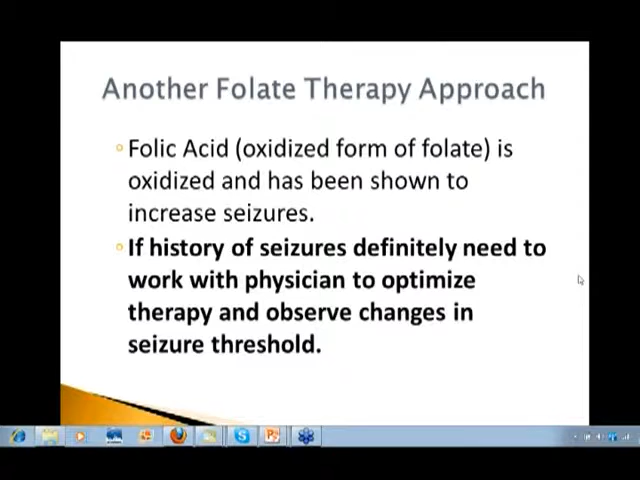 Another Folate Therapy Approach
Folic Acid (oxidized form of folate) is
oxidized and has been shown to
increase seizures.
If history of seizures definitely need to
work with physician to optimize
therapy and observe changes in
seizure threshold.